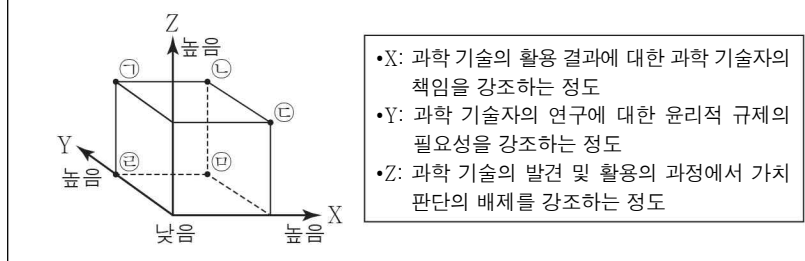 Z
높음
㉠
㉡
㉢
Y
높음
㉣
㉤
X
낮음
높음
•X: 과학 기술의 활용 결과에 대한 과학 기술자의
책임을 강조하는 정도
•Y: 과학 기술자의 연구에 대한 윤리적 규제의
필요성을 강조하는 정도
•Z: 과학 기술의 발견 및 활용의 과정에서 가치
판단의 배제를 강조하는 정도